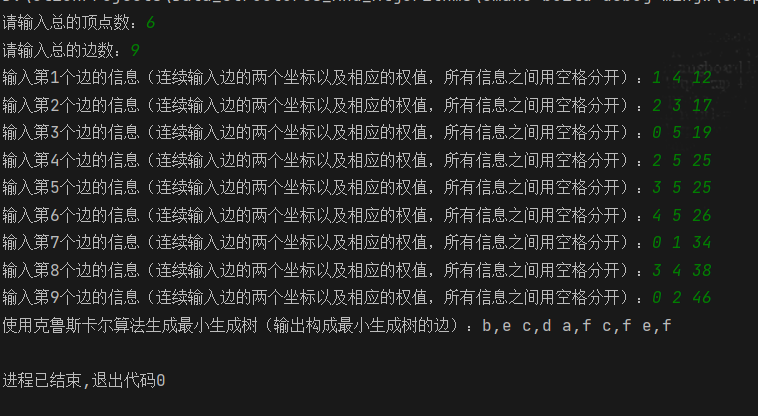 请输入总的顶点数：6
请输入总的边数：9
输入第1个边的信息（连续输入边的两个坐标以及相应的权值，所有信息之间用空格分开）：1 4 12
输入第2个边的信息（连续输入边的两个坐标以及相应的权值，所有信息之间用空格分开）：2 3 17
输入第3个边的信息（连续输入边的两个坐标以及相应的权值，所有信息之间用空格分开）：0 5 19
输入第4个边的信息（连续输入边的两个坐标以及相应的权值，所有信息之间用空格分开）：2 5 25
输入第5个边的信息（连续输入边的两个坐标以及相应的权值，所有信息之间用空格分开）：3 5 25
输入第6个边的信息（连续输入边的两个坐标以及相应的权值，所有信息之间用空格分开）：4 5 26
输入第7个边的信息（连续输入边的两个坐标以及相应的权值，所有信息之间用空格分开）：0 1 34
输入第8个边的信息（连续输入边的两个坐标以及相应的权值，所有信息之间用空格分开）：3 4 38
输入第9个边的信息（连续输入边的两个坐标以及相应的权值，所有信息之间用空格分开）：0 2 46
使用克鲁斯卡尔算法生成最小生成树（输出构成最小生成树的边）：b,e c,d a,f c,f e,f
进程已结束,退出代码0